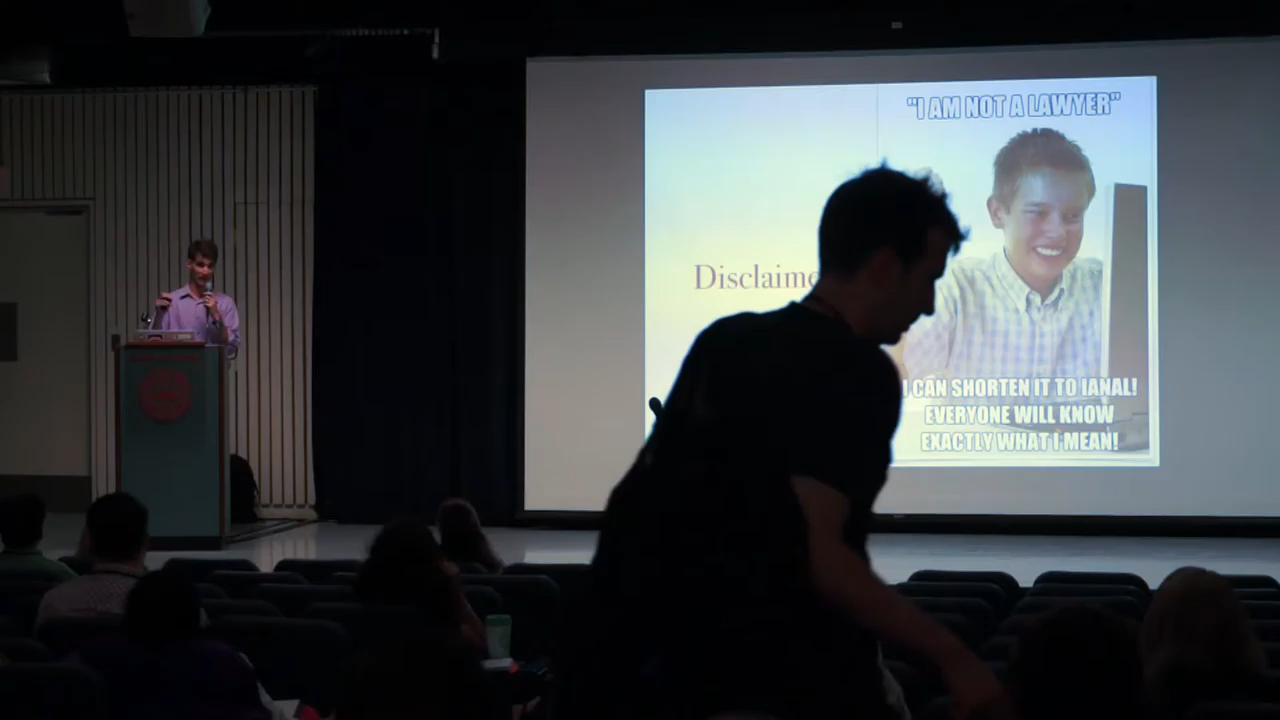 "I AM NOT A LAWYER"
Disclaime
I CAN SHORTEN IT TO IANAL!
EVERYONE WILL KNOW
EXACTLY WHAT I MEAN!